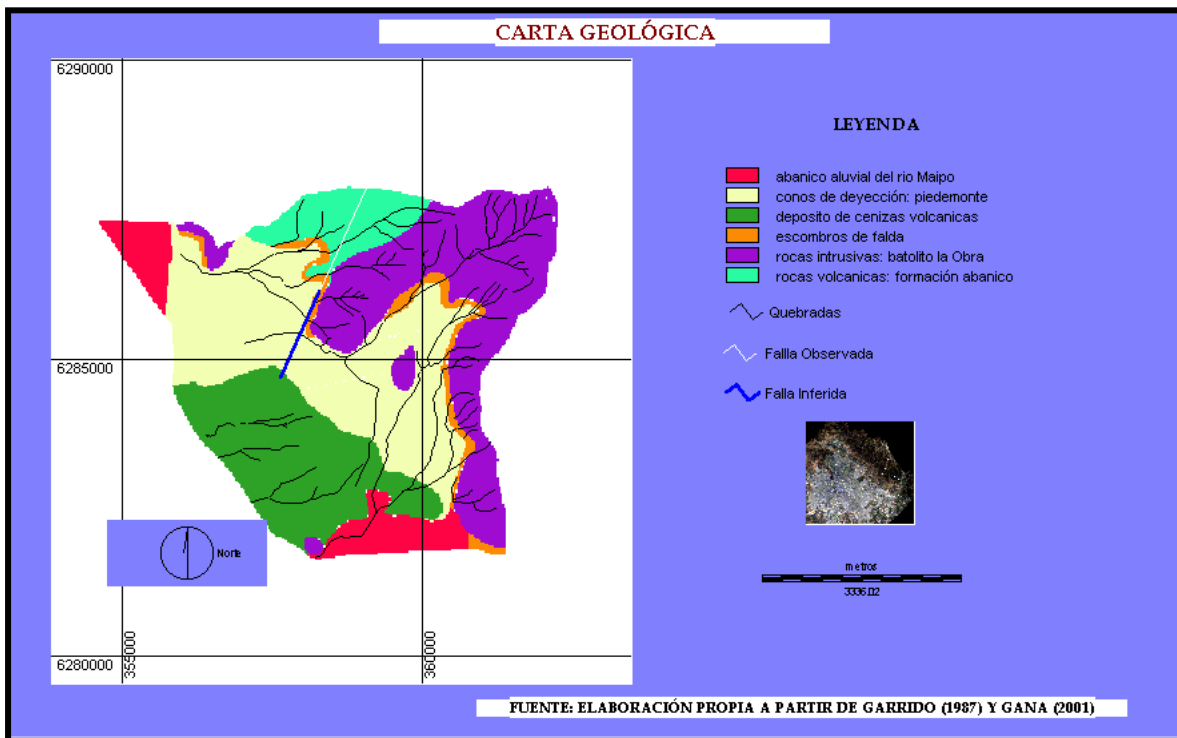 CARTA GEOLÓGICA
6290000
6285000
6280000
355000
360000
Norte
LEYENDA
abanico aluvial del rio Maipo
conos de deyección: piedemonte
deposito de cenizas volcanicas
escombros de falda
rocas intrusivas: batolito la Obra
rocas volcanicas: formación abanico
Quebradas
Fallla Observada
Falla Inferida
metros
3336.02
FUENTE: ELABORACIÓN PROPIA A PARTIR DE GARRIDO (1987) Y GANA (2001)